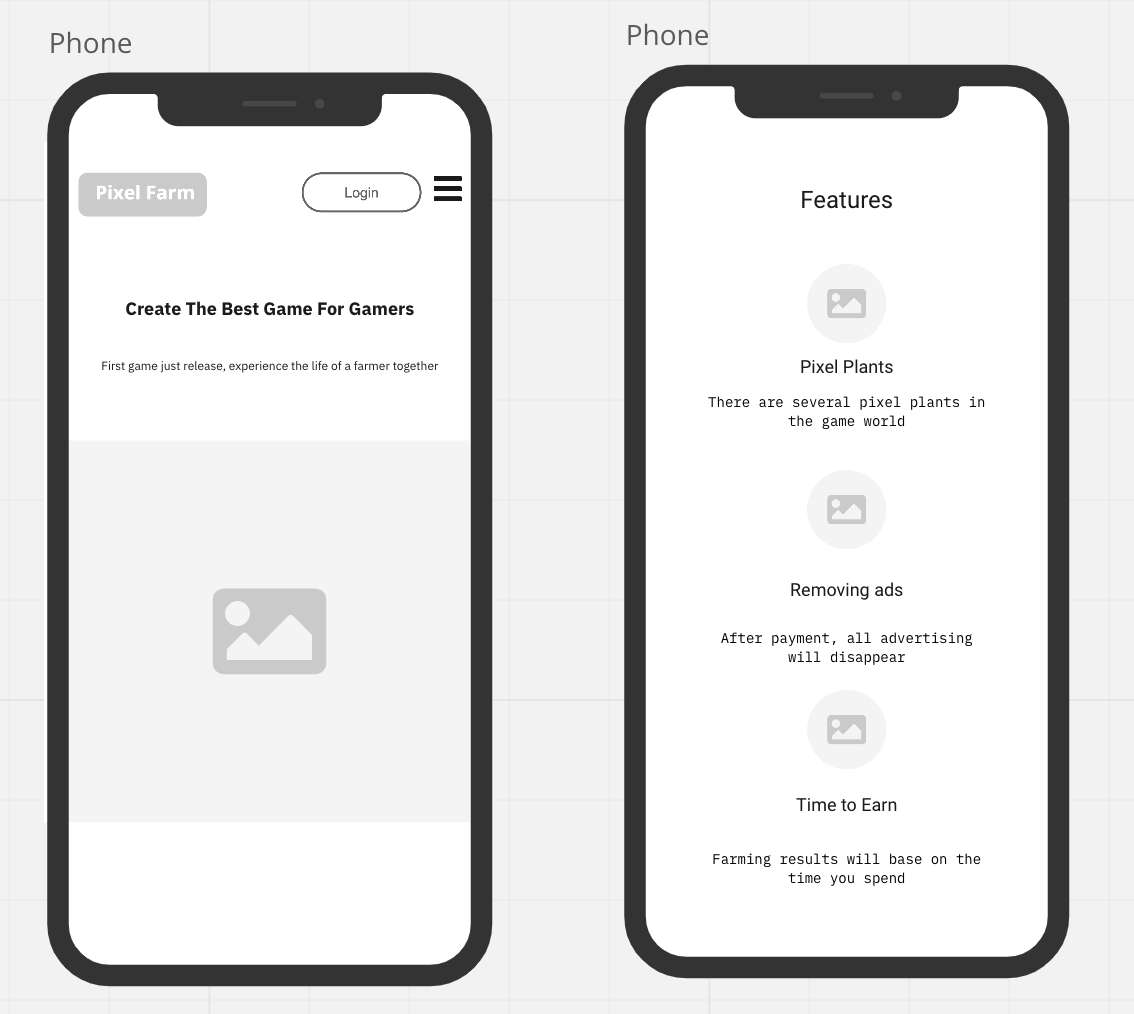 Phone
Pixel Farm
Login
Create The Best Game For Gamers
First game just release, experience the life of a farmer together
Phone
Features
Pixel Plants
There are several pixel plants in
the game world
Removing ads
After payment, all advertising
will disappear
Time to Earn
Farming results will base on the
time you spend